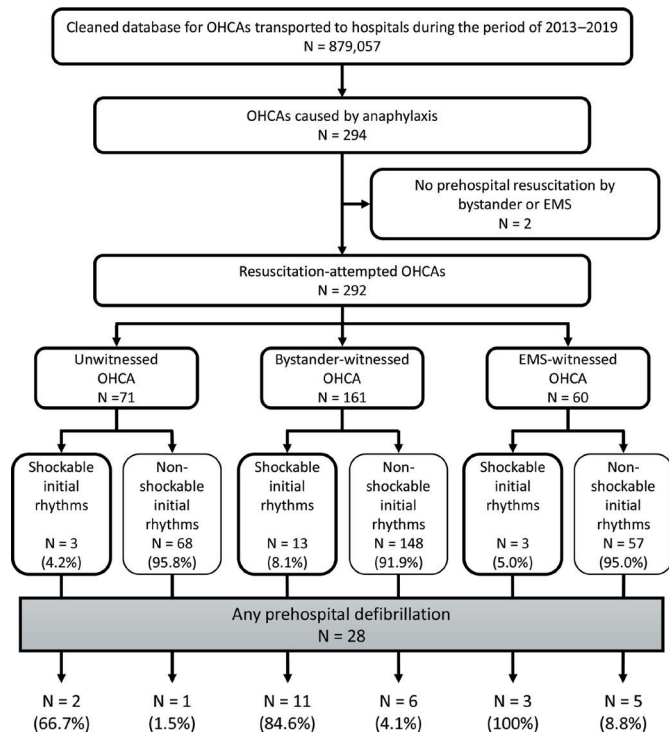 Cleaned database for OHCAs transported to hospitals during the period of 2013–2019
N = 879,057
OHCAs caused by anaphylaxis
N = 294
No prehospital resuscitation by
bystander or EMS
N = 2
Resuscitation-attempted OHCAs
N = 292
Unwitnessed
OHCA
N =71
Bystander-witnessed
OHCA
N = 161
EMS-witnessed
OHCA
N = 60
Shockable
initial
rhythms
N = 3
(4.2%)
Non-
shockable
initial
rhythms
N = 68
(95.8%)
Shockable
initial
rhythms
N = 13
(8.1%)
Non-
shockable
initial
rhythms
N = 148
(91.9%)
Shockable
initial
rhythms
N = 3
(5.0%)
Non-
shockable
initial
rhythms
N = 57
(95.0%)
Any prehospital defibrillation
N = 28
N = 2
(66.7%)
N = 1
(1.5%)
N = 11
(84.6%)
N = 6
(4.1%)
N = 3
(100%)
N = 5
(8.8%)